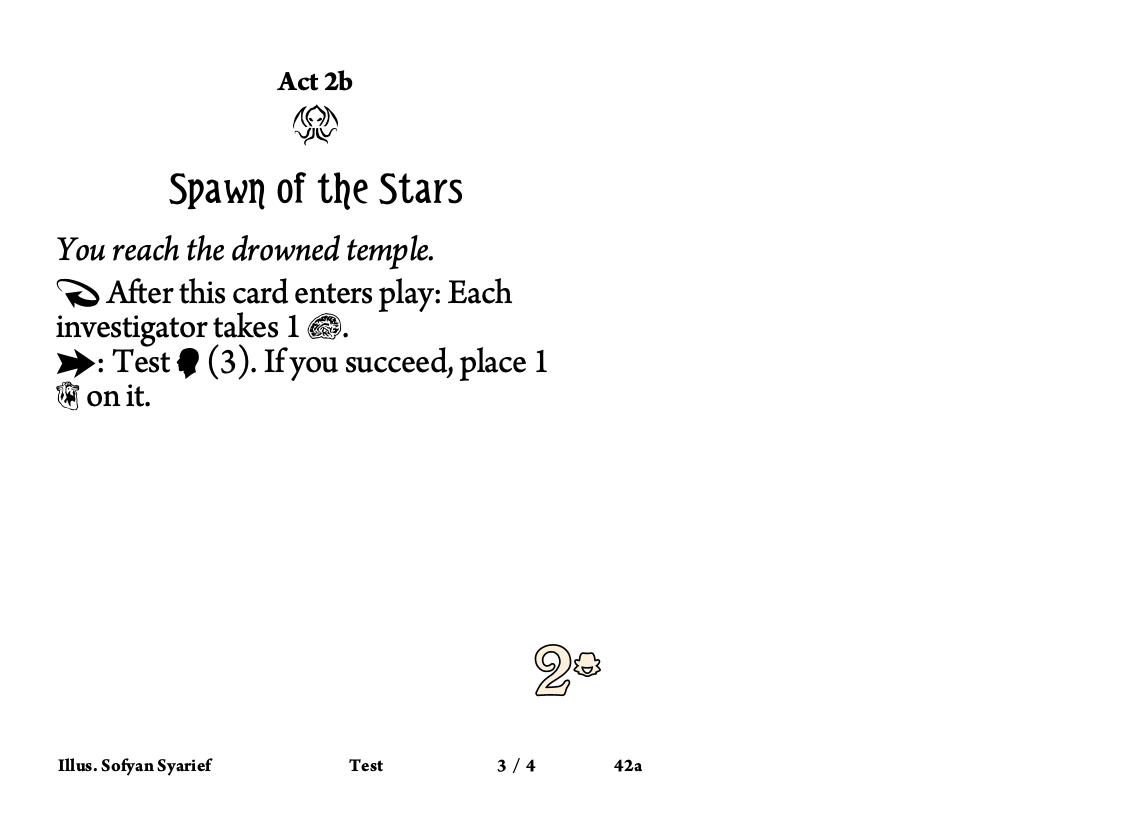 Act 2b
Spawn of the Stars
You reach the drowned temple.
After this card enters play: Each
investigator takes 1 .
: Test (3). If you succeed, place 1
on it.
2
Illus. Sofyan Syarief Test 3 / 4 42a